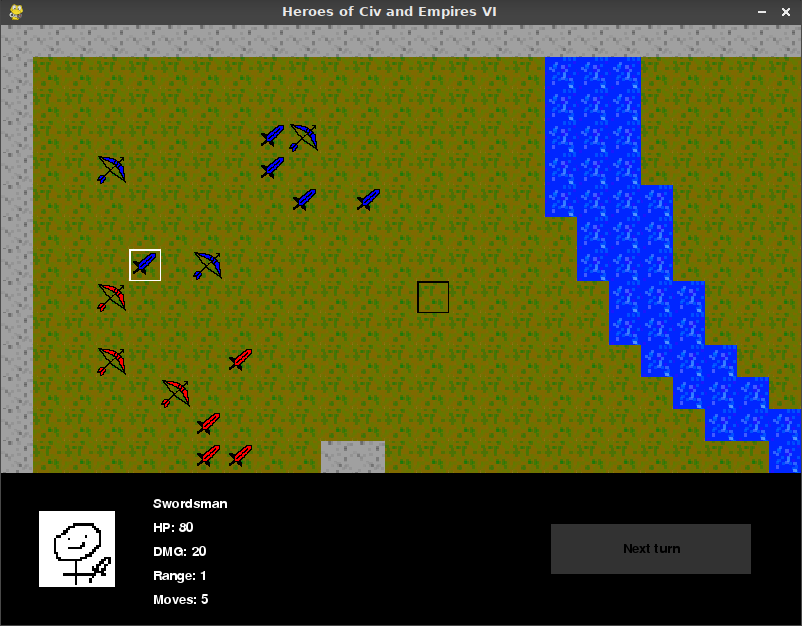 Heroes of Civ and Empires VI
Swordsman
HP: 80
DMG: 20
Range: 1
Moves: 5
Next turn